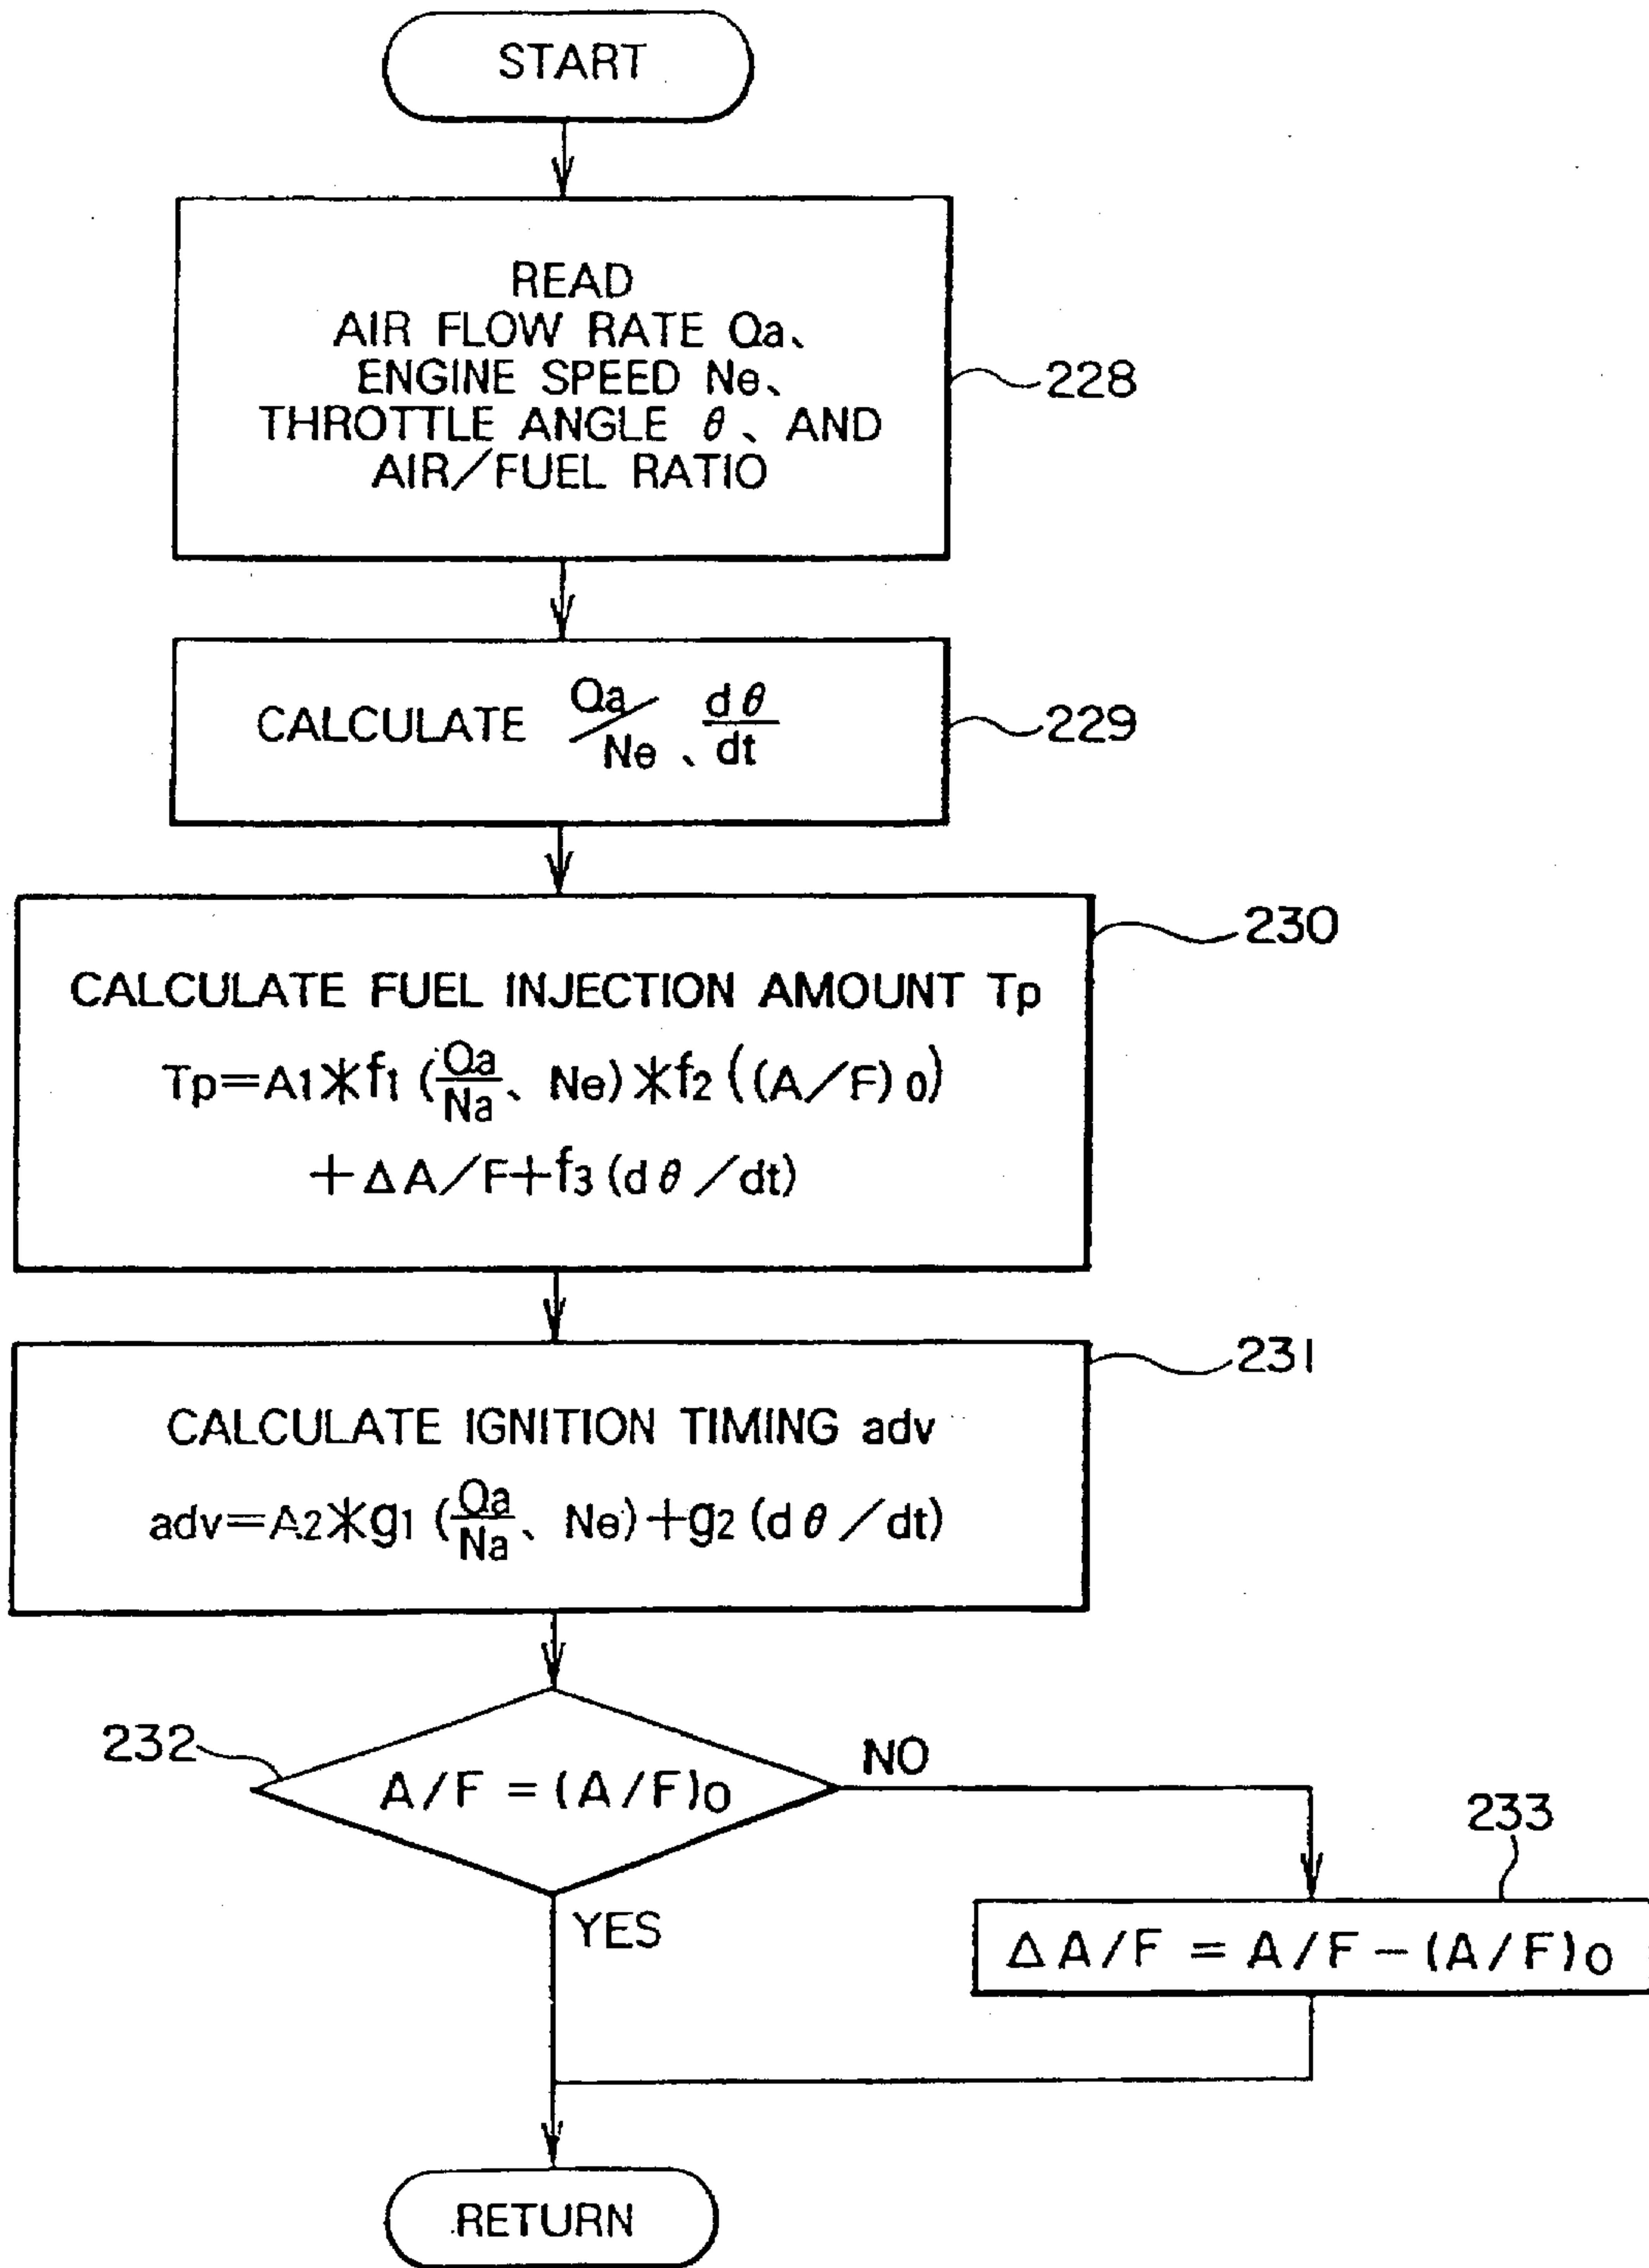 START
READ
AIR FLOW RATE Qa、
ENGINE SPEED Ne、
THROTTLE ANGLE θ、AND
AIR/FUEL RATIO
228
CALCULATE Qa/Ne、dθ/dt
229
230
CALCULATE FUEL INJECTION AMOUNT Tp
Tp=A1*f1(Qa/Na、Ne)*f2((A/F)0)
+ΔA/F+f3(dθ/dt)
231
CALCULATE IGNITION TIMING adv
adv=A2*g1(Qa/Na、Ne)+g2(dθ/dt)
232
A/F=(A/F)0
NO
233
YES
ΔA/F=A/F-(A/F)0
RETURN